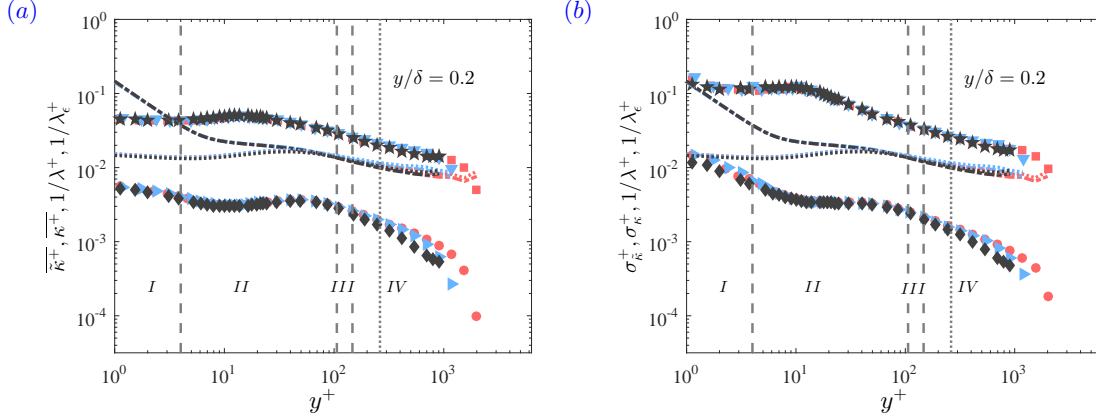 (a)
10^0
10^{-1}
10^{-2}
10^{-3}
10^{-4}
\overline{\tilde{κ}^+}, \overline{κ^+}, 1/λ^+, 1/λ_ϵ^+
y/δ = 0.2
I II III IV
10^0 10^1 10^2 10^3
y^+
(b)
10^0
10^{-1}
10^{-2}
10^{-3}
10^{-4}
σ_{\tilde{κ}}^+, σ_κ^+, 1/λ^+, 1/λ_ϵ^+
y/δ = 0.2
I II III IV
10^0 10^1 10^2 10^3
y^+